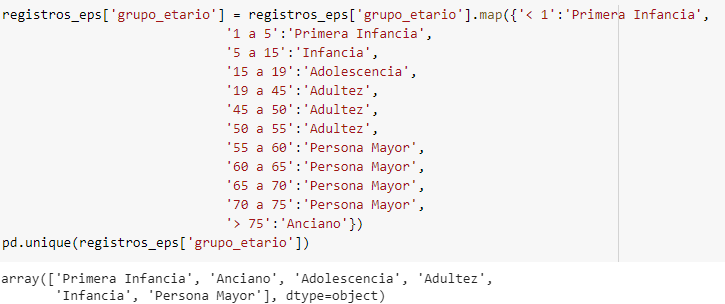 registros_eps['grupo_etario'] = registros_eps['grupo_etario'].map({'< 1':'Primera Infancia',
'1 a 5':'Primera Infancia',
'5 a 15':'Infancia',
'15 a 19':'Adolescencia',
'19 a 45':'Adultez',
'45 a 50':'Adultez',
'50 a 55':'Adultez',
'55 a 60':'Persona Mayor',
'60 a 65':'Persona Mayor',
'65 a 70':'Persona Mayor',
'70 a 75':'Persona Mayor',
'> 75':'Anciano'})
pd.unique(registros_eps['grupo_etario'])
array(['Primera Infancia', 'Anciano', 'Adolescencia', 'Adultez',
'Infancia', 'Persona Mayor'], dtype=object)